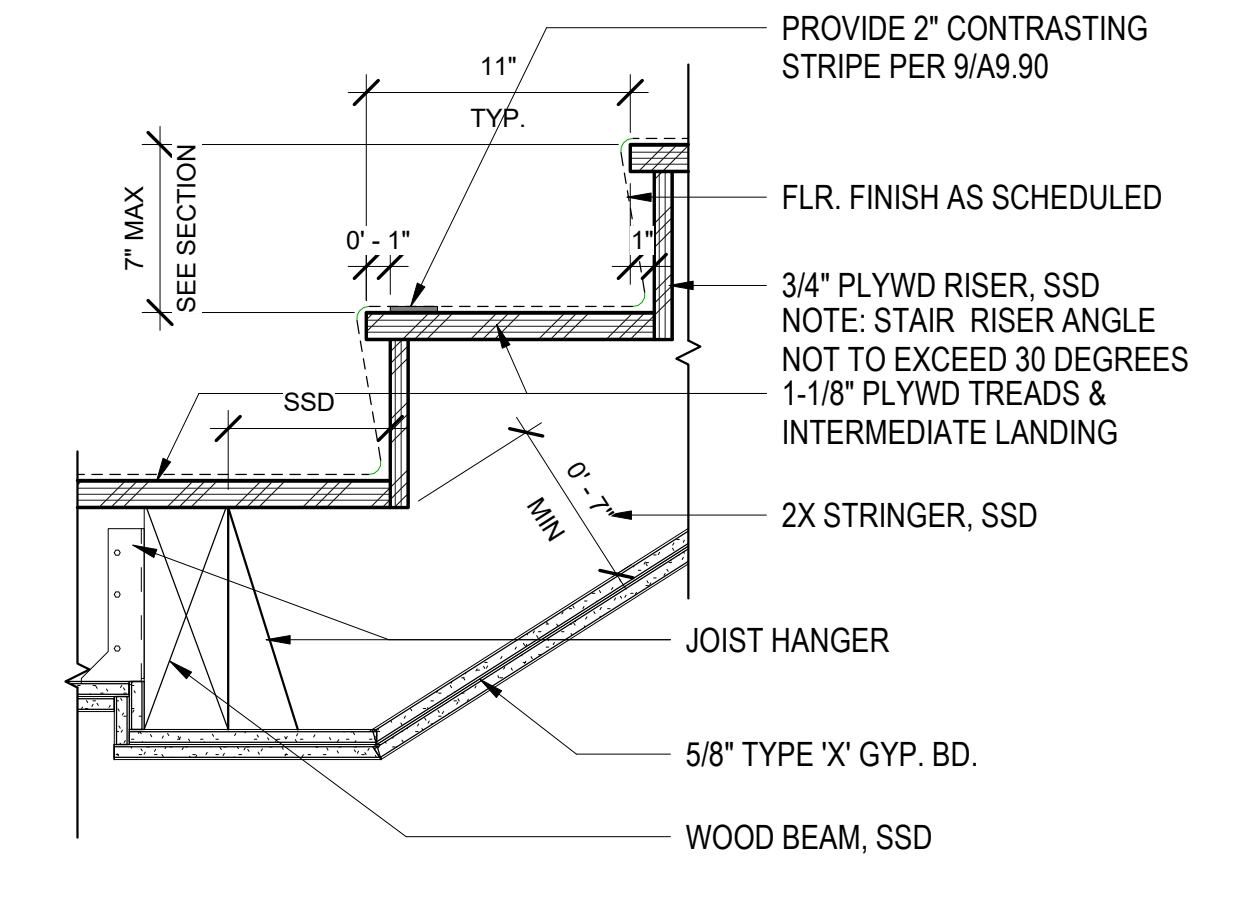 PROVIDE 2" CONTRASTING
STRIPE PER 9/A9.90
11"
TYP.
7" MAX
SEE SECTION
FLR. FINISH AS SCHEDULED
0' - 1"
1"
3/4" PLYWD RISER, SSD
NOTE: STAIR RISER ANGLE
NOT TO EXCEED 30 DEGREES
1-1/8" PLYWD TREADS &
INTERMEDIATE LANDING
SSD
0' - 7"
MIN
2X STRINGER, SSD
JOIST HANGER
5/8" TYPE 'X' GYP. BD.
WOOD BEAM, SSD